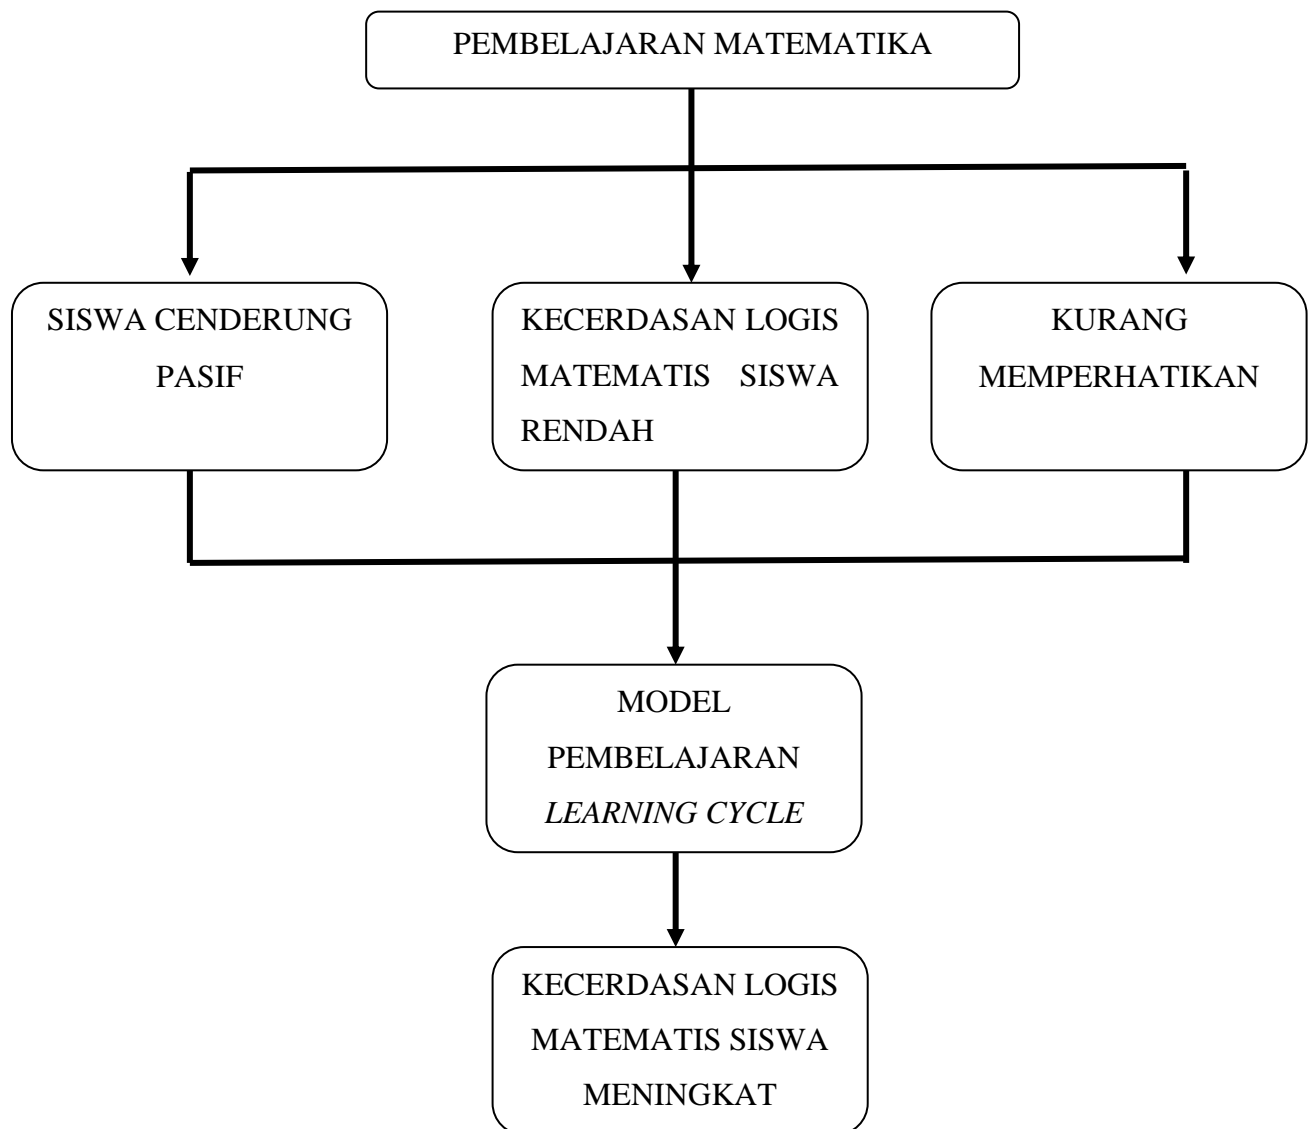 PEMBELAJARAN MATEMATIKA
SISWA CENDERUNG
PASIF
KECERDASAN LOGIS
MATEMATIS SISWA
RENDAH
KURANG
MEMPERHATIKAN
MODEL
PEMBELAJARAN
LEARNING CYCLE
KECERDASAN LOGIS
MATEMATIS SISWA
MENINGKAT